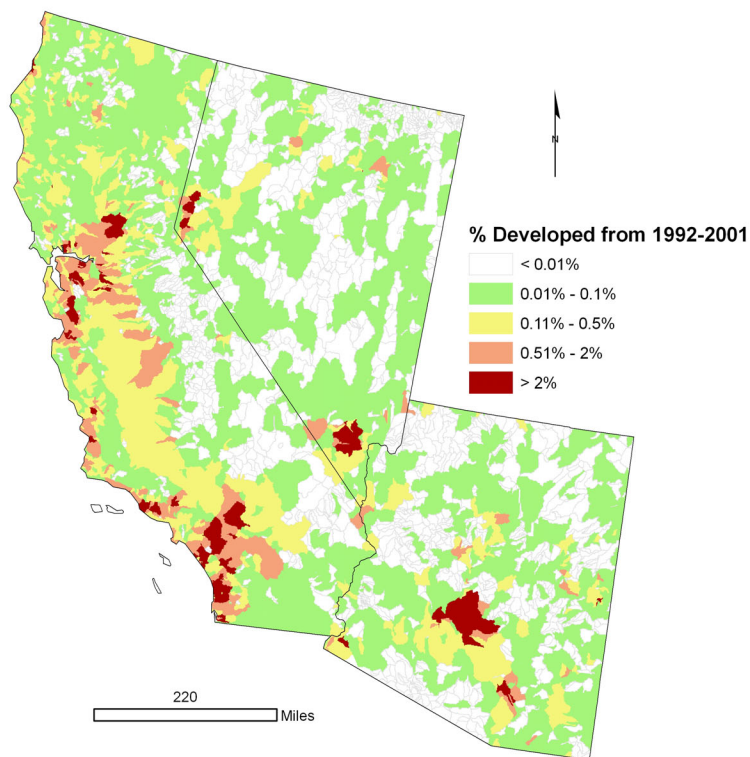 N
% Developed from 1992-2001
< 0.01%
0.01% - 0.1%
0.11% - 0.5%
0.51% - 2%
> 2%
220
Miles